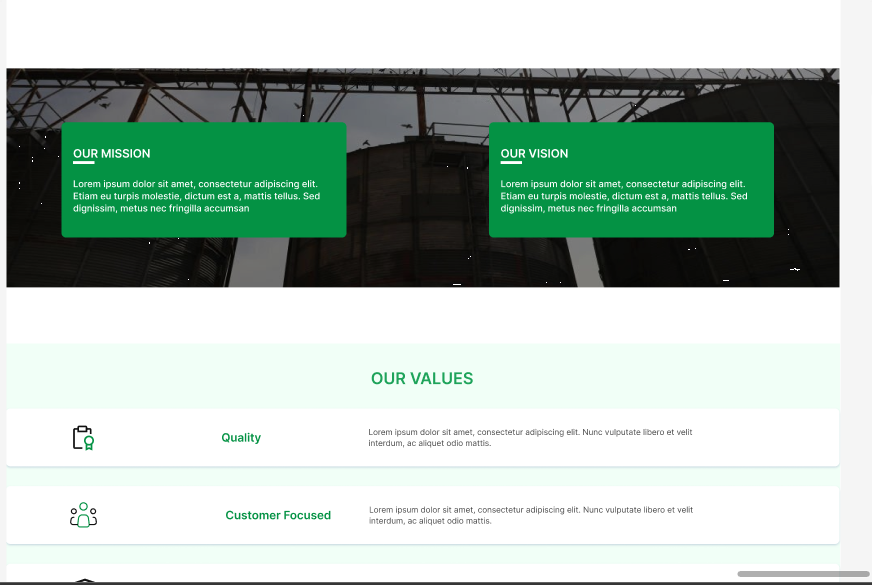 OUR MISSION
Lorem ipsum dolor sit amet, consectetur adipiscing elit.
Etiam eu turpis molestie, dictum est a, mattis tellus. Sed
dignissim, metus nec fringilla accumsan
OUR VISION
Lorem ipsum dolor sit amet, consectetur adipiscing elit.
Etiam eu turpis molestie, dictum est a, mattis tellus. Sed
dignissim, metus nec fringilla accumsan
OUR VALUES
Quality
Lorem ipsum dolor sit amet, consectetur adipiscing elit. Nunc vulputate libero et velit
interdum, ac aliquet odio mattis.
Customer Focused
Lorem ipsum dolor sit amet, consectetur adipiscing elit. Nunc vulputate libero et velit
interdum, ac aliquet odio mattis.